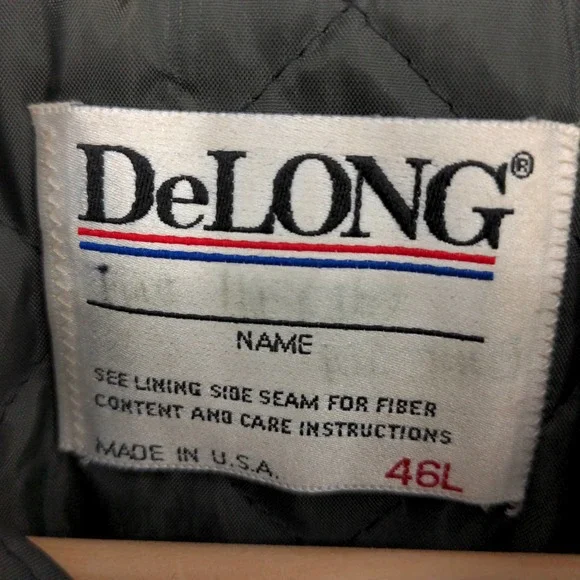 DeLONG®
NAME
SEE LINING SIDE SEAM FOR FIBER
CONTENT AND CARE INSTRUCTIONS
MADE IN U.S.A.
46L